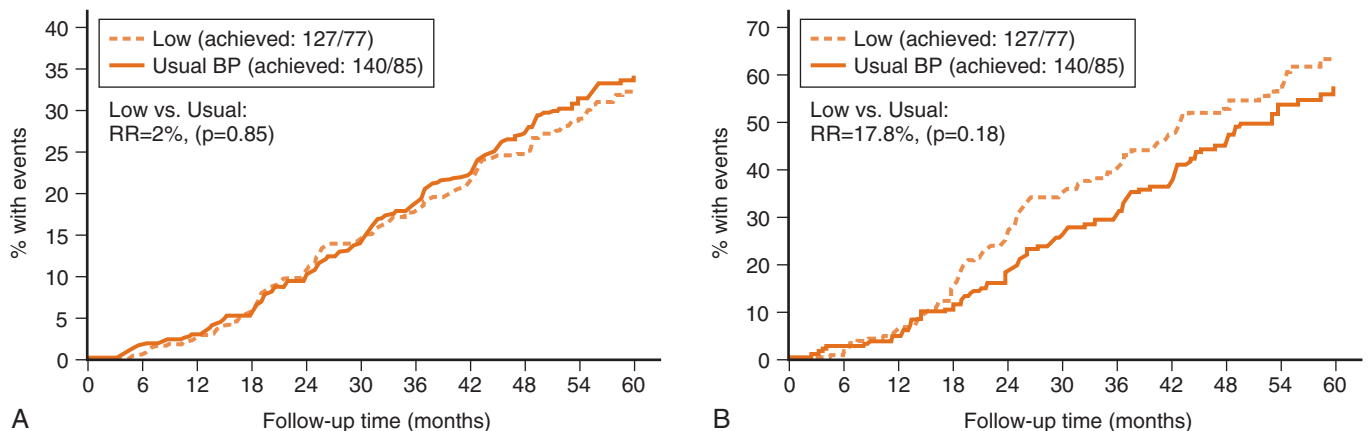 40
35
30
25
20
15
10
5
0
% with events
Low (achieved: 127/77)
Usual BP (achieved: 140/85)
Low vs. Usual:
RR=2%, (p=0.85)
0 6 12 18 24 30 36 42 48 54 60
Follow-up time (months)
A
70
60
50
40
30
20
10
0
% with events
Low (achieved: 127/77)
Usual BP (achieved: 140/85)
Low vs. Usual:
RR=17.8%, (p=0.18)
0 6 12 18 24 30 36 42 48 54 60
Follow-up time (months)
B